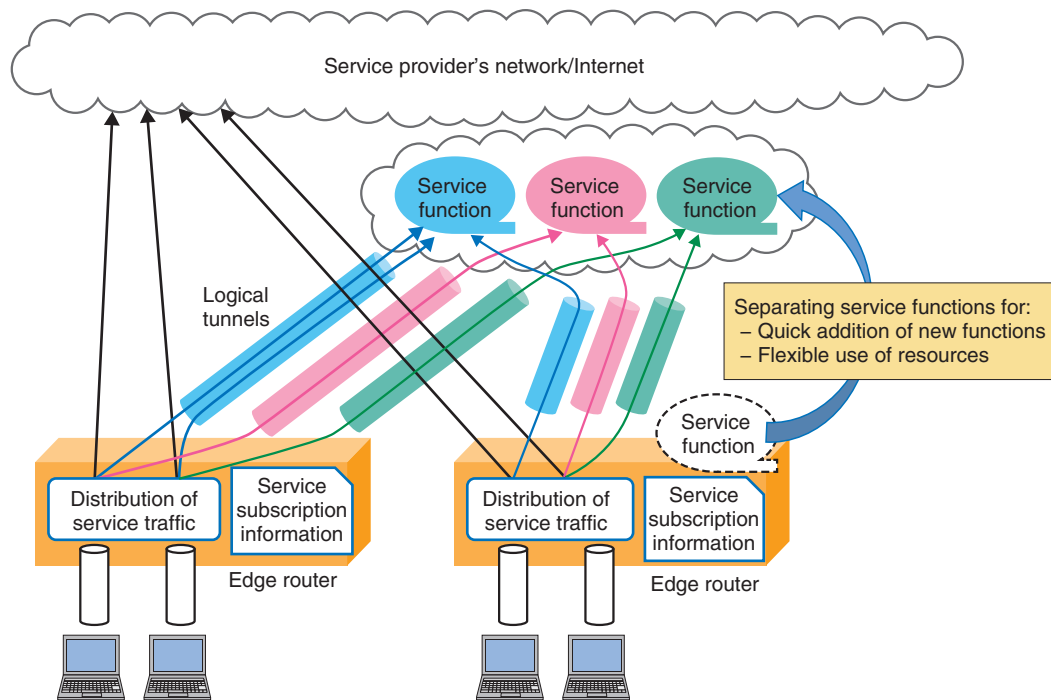 Service provider's network/Internet
Service
function
Service
function
Service
function
Logical
tunnels
Separating service functions for:
– Quick addition of new functions
– Flexible use of resources
Service
function
Distribution of
service traffic
Service
subscription
information
Edge router
Distribution of
service traffic
Service
subscription
information
Edge router